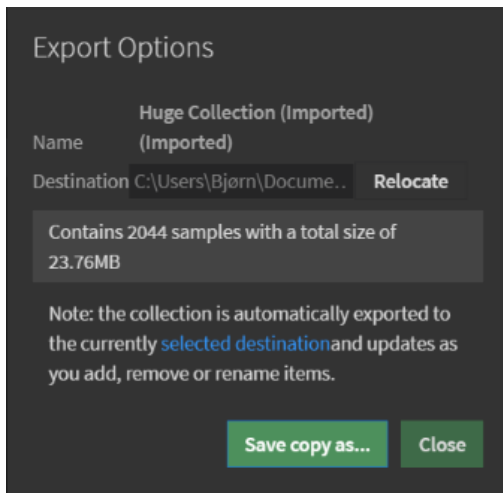 Export Options
Huge Collection (Imported)
Name (Imported)
Destination C:\Users\Bjørn\Docume.. Relocate
Contains 2044 samples with a total size of
23.76MB
Note: the collection is automatically exported to
the currently selected destinationand updates as
you add, remove or rename items.
Save copy as... Close